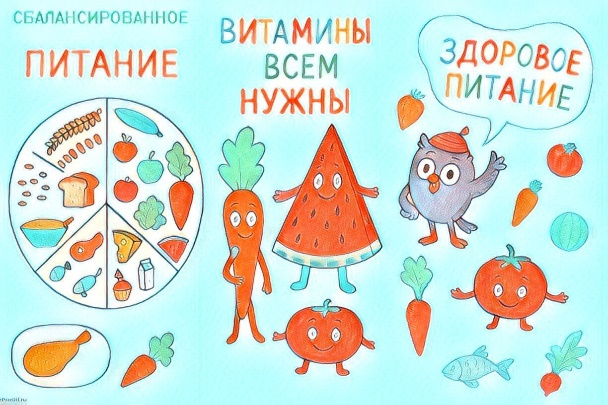 СБАЛАНСИРОВАННОЕ
ПИТАНИЕ
ВИТАМИНЫ
ВСЕМ
НУЖНЫ
ЗДОРОВОЕ
ПИТАНИЕ